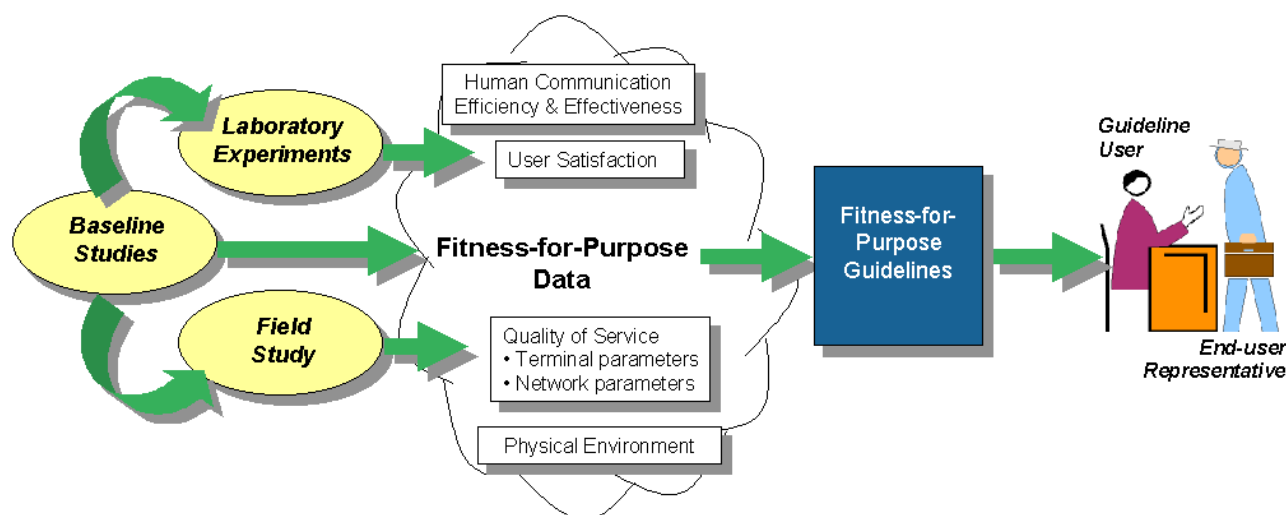 Human Communication
Efficiency & Effectiveness
Laboratory
Experiments
User Satisfaction
Guideline
User
Baseline
Studies
Fitness-for-Purpose
Data
Fitness-for-
Purpose
Guidelines
Field
Study
Quality of Service
• Terminal parameters
• Network parameters
Physical Environment
End-user
Representative